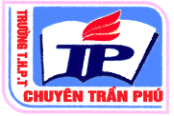 TRƯỜNG T.H.P.T
TP
CHUYÊN TRẦN PHÚ